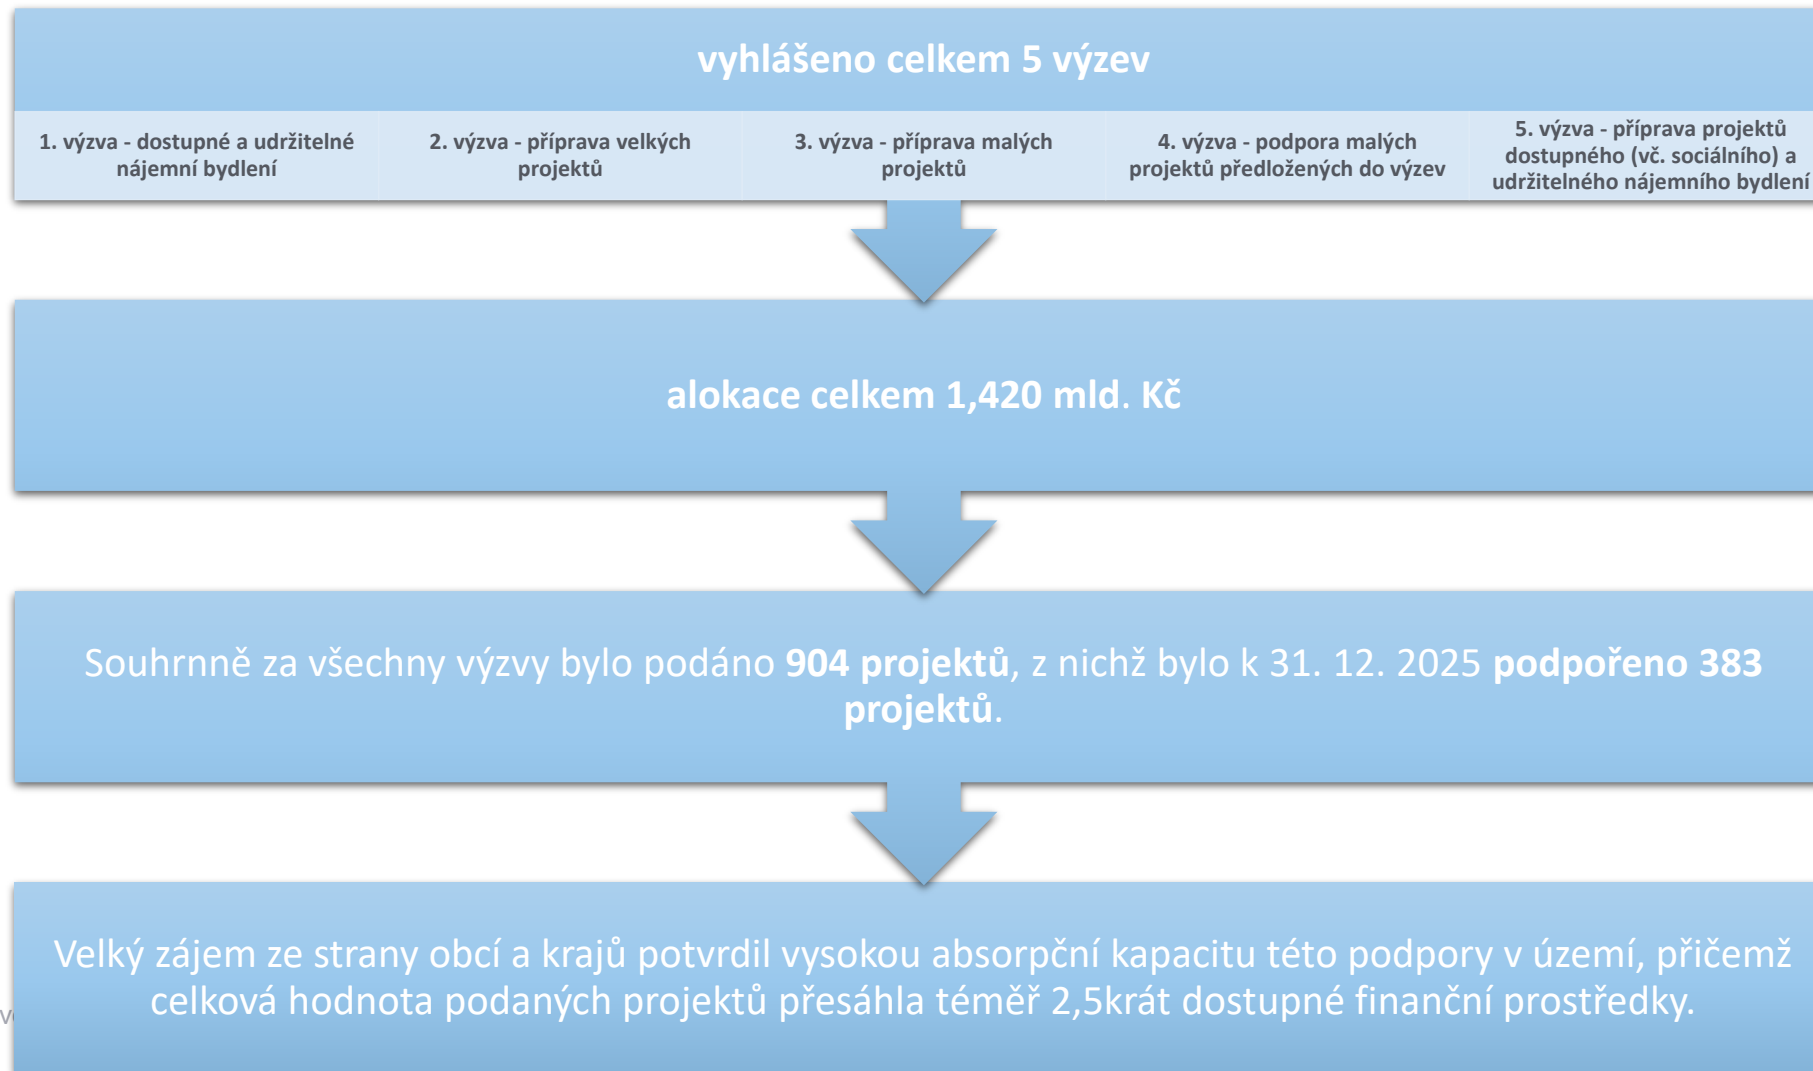 vyhlášeno celkem 5 výzev
1. výzva - dostupné a udržitelné
nájemní bydlení
2. výzva - příprava velkých
projektů
3. výzva - příprava malých
projektů
4. výzva - podpora malých
projektů předložených do výzev
5. výzva - příprava projektů
dostupného (vč. sociálního) a
udržitelného nájemního bydlení
alokace celkem 1,420 mld. Kč
Souhrnně za všechny výzvy bylo podáno 904 projektů, z nichž bylo k 31. 12. 2025 podpořeno 383
projektů.
Velký zájem ze strany obcí a krajů potvrdil vysokou absorpční kapacitu této podpory v území, přičemž
celková hodnota podaných projektů přesáhla téměř 2,5krát dostupné finanční prostředky.